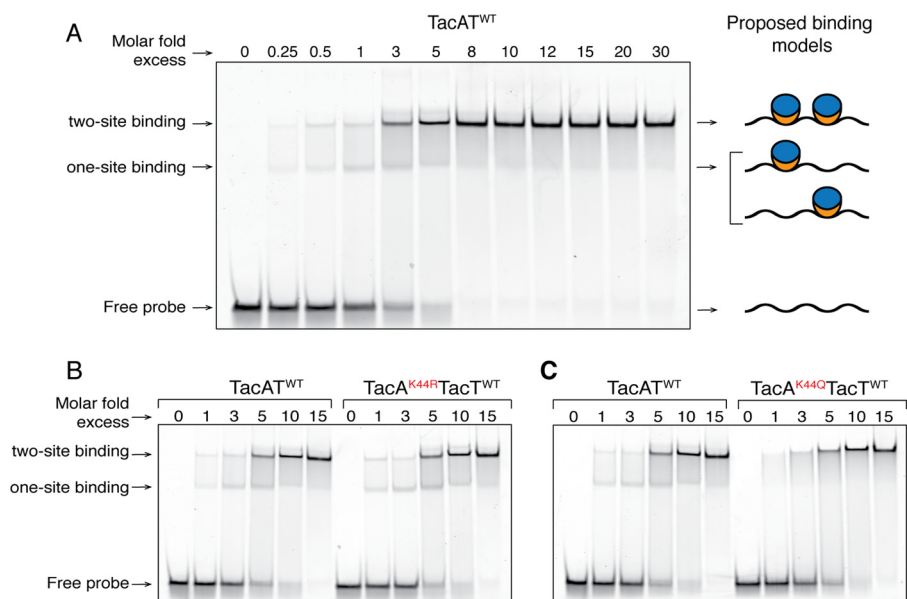 A
TacAT^WT
Proposed binding
models
Molar fold
excess
0 0.25 0.5 1 3 5 8 10 12 15 20 30
two-site binding
one-site binding
Free probe
B
TacAT^WT TacA^K44R TacT^WT
Molar fold
excess
0 1 3 5 10 15 0 1 3 5 10 15
two-site binding
one-site binding
Free probe
C
TacAT^WT TacA^K44Q TacT^WT
0 1 3 5 10 15 0 1 3 5 10 15